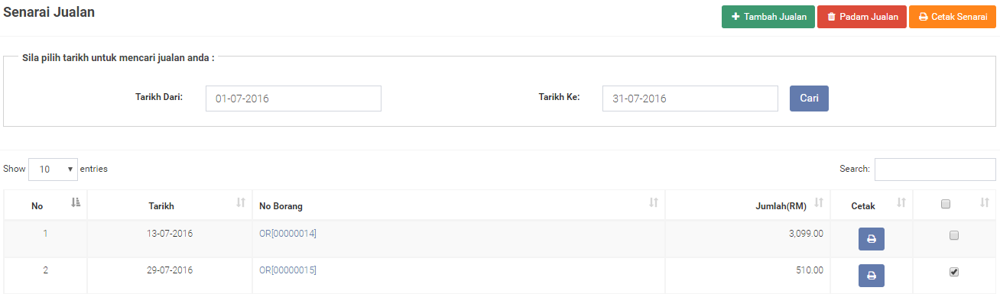 Senarai Jualan
Tambah Jualan Padam Jualan Cetak Senarai
Sila pilih tarikh untuk mencari jualan anda :
Tarikh Dari: 01-07-2016 Tarikh Ke: 31-07-2016 Cari
Show 10 entries Search:
No Tarikh No Borang Jumlah(RM) Cetak
1 13-07-2016 OR[00000014] 3,099.00
2 29-07-2016 OR[00000015] 510.00